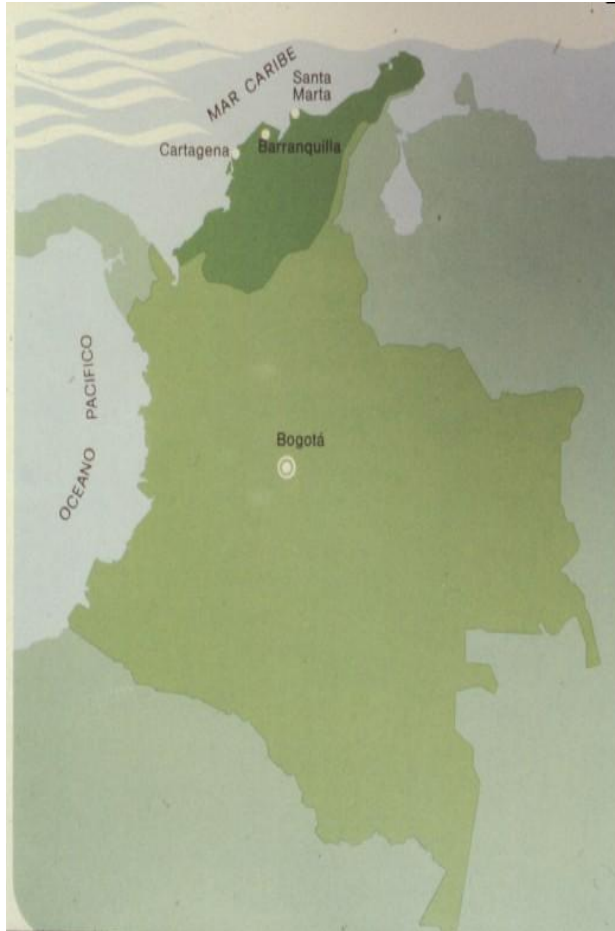 MAR CARIBE
Santa
Marta
Cartagena
Barranquilla
OCEANO PACIFICO
Bogotá